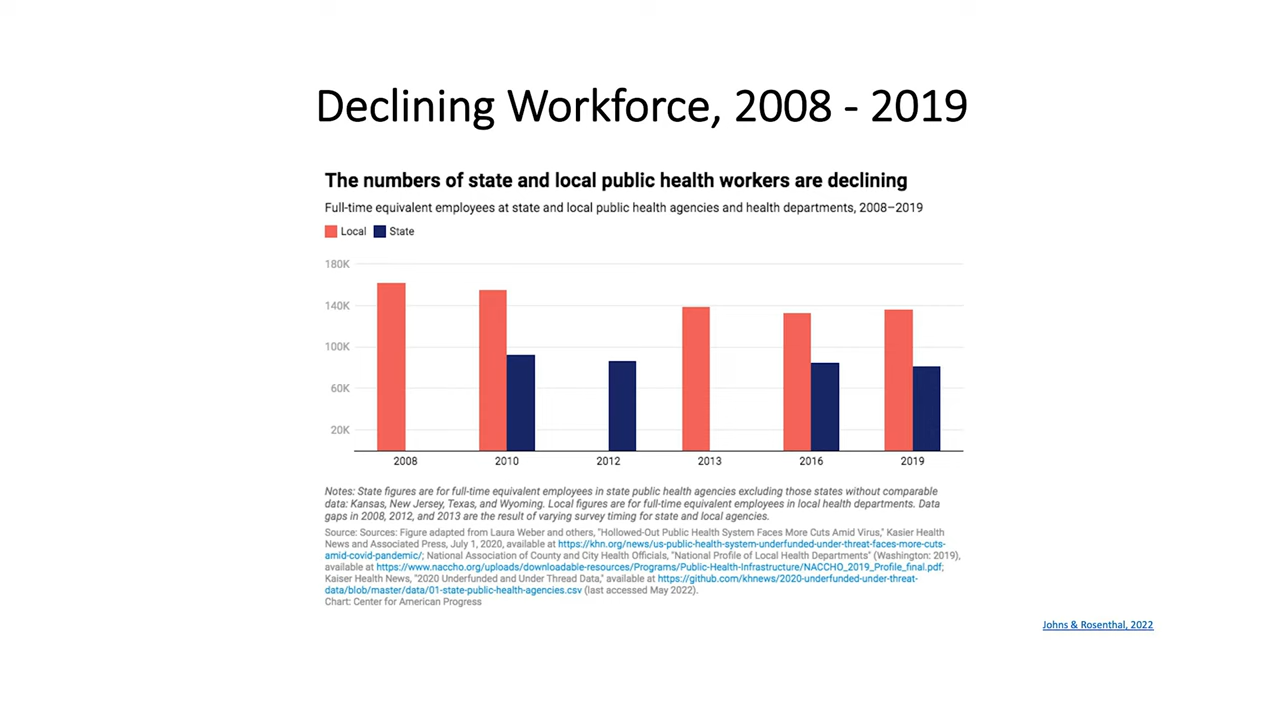 Declining Workforce, 2008 - 2019
The numbers of state and local public health workers are declining
Full-time equivalent employees at state and local public health agencies and health departments, 2008–2019
Local State
180K
140K
100K
60K
20K
2008 2010 2012 2013 2016 2019
Notes: State figures are for full-time equivalent employees in state public health agencies excluding those states without comparable
data: Kansas, New Jersey, Texas, and Wyoming. Local figures are for full-time equivalent employees in local health departments. Data
gaps in 2008, 2012, and 2013 are the result of varying survey timing for state and local agencies.
Source: Sources: Figure adapted from Laura Weber and others, "Hollowed-Out Public Health System Faces More Cuts Amid Virus," Kasier Health
News and Associated Press, July 1, 2020, available at https://khn.org/news/us-public-health-system-underfunded-under-threat-faces-more-cuts-
amid-covid-pandemic/; National Association of County and City Health Officials, "National Profile of Local Health Departments" (Washington: 2019),
available at https://www.naccho.org/uploads/downloadable-resources/Programs/Public-Health-Infrastructure/NACCHO_2019_Profile_final.pdf;
Kaiser Health News, "2020 Underfunded and Under Thread Data," available at https://github.com/khnews/2020-underfunded-under-threat-
data/blob/master/data/01-state-public-health-agencies.csv (last accessed May 2022).
Chart: Center for American Progress
Johns & Rosenthal, 2022